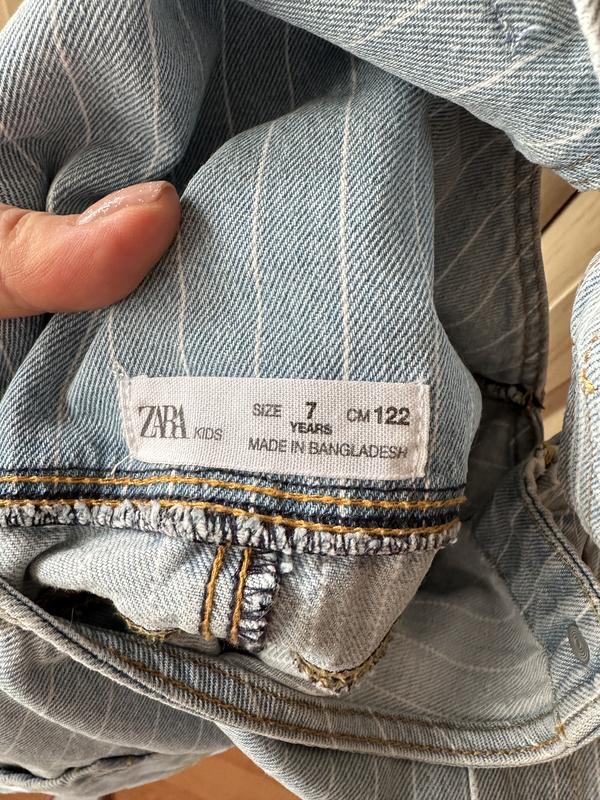 ZARA KIDS
SIZE 7 YEARS CM 122
MADE IN BANGLADESH